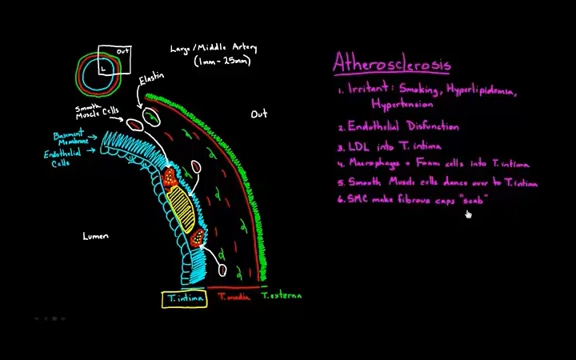 Out
L
Large/Middle Artery
(1mm - 25mm)
Elastin
Smooth
Muscle Cells
Basement
Membrane
Endothelial
Cells
Out
Lumen
T. intima
T. media
T. externa
Atherosclerosis
1. Irritant: Smoking, Hyperlipidemia,
Hypertension
2. Endothelial Disfunction
3. LDL into T. intima
4. Macrophages → Foam cells into T. intima
5. Smooth Muscle cells dance over to T. intima
6. SMC make fibrous caps "scab"